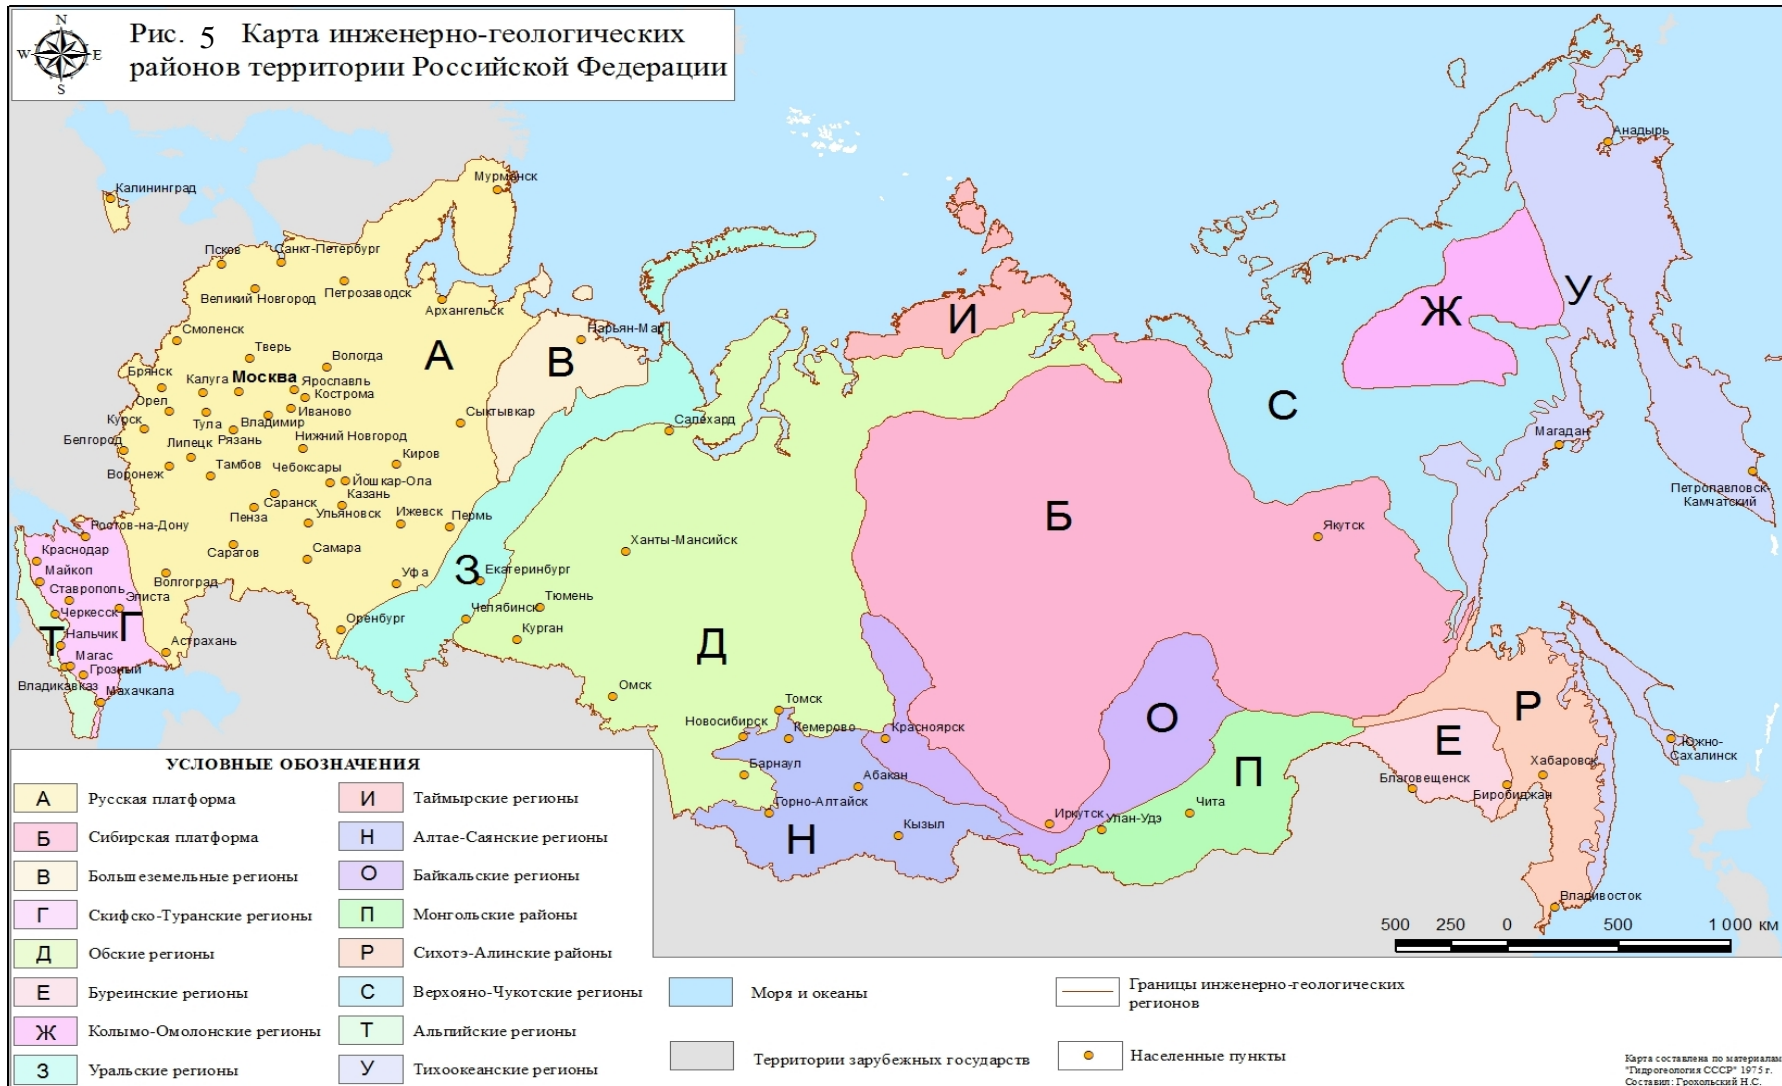 N
W E
S
Рис. 5 Карта инженерно-геологических
районов территории Российской Федерации
Калининград
Мурманск
Анадырь
Псков
Санкт-Петербург
Великий Новгород
Петрозаводск
Архангельск
Смоленск
Нарьян-Мар
Тверь
Вологда
Брянск
Калуга
Москва
Ярославль
Кострома
Орел
Иваново
Курск
Тула
Владимир
Сыктывкар
Салехард
Белгород
Липецк
Рязань
Нижний Новгород
Магадан
Воронеж
Тамбов
Чебоксары
Киров
Йошкар-Ола
Саранск
Казань
Петропавловск-
Камчатский
Пенза
Ульяновск
Ижевск
Пермь
Ростов-на-Дону
Якутск
Краснодар
Саратов
Самара
Ханты-Мансийск
Майкоп
Волгоград
Уфа
Екатеринбург
Ставрополь
Элиста
Черкесск
Челябинск
Тюмень
Оренбург
Курган
Нальчик
Астрахань
Магас
Грозный
Владикавказ
Махачкала
Омск
Томск
Новосибирск
Кемерово
Красноярск
Южно-
Сахалинск
Барнаул
Абакан
Благовещенск
Хабаровск
Биробиджан
Горно-Алтайск
Кызыл
Иркутск
Улан-Удэ
Чита
Владивосток
А
Б
В
Г
Д
Е
Ж
З
И
Н
О
П
Р
С
Т
У
500 250 0 500 1 000 км
УСЛОВНЫЕ ОБОЗНАЧЕНИЯ
А Русская платформа
Б Сибирская платформа
В Большеземельные регионы
Г Скифско-Туранские регионы
Д Обские регионы
Е Буреинские регионы
Ж Колымо-Омолонские регионы
З Уральские регионы
И Таймырские регионы
Н Алтае-Саянские регионы
О Байкальские регионы
П Монгольские районы
Р Сихотэ-Алинские районы
С Верхояно-Чукотские регионы
Т Альпийские регионы
У Тихоокеанские регионы
Моря и океаны
Территории зарубежных государств
Границы инженерно-геологических
регионов
Населенные пункты
Карта составлена по материалам
"Гидрогеология СССР" 1975 г.
Составил: Грохольский Н.С.